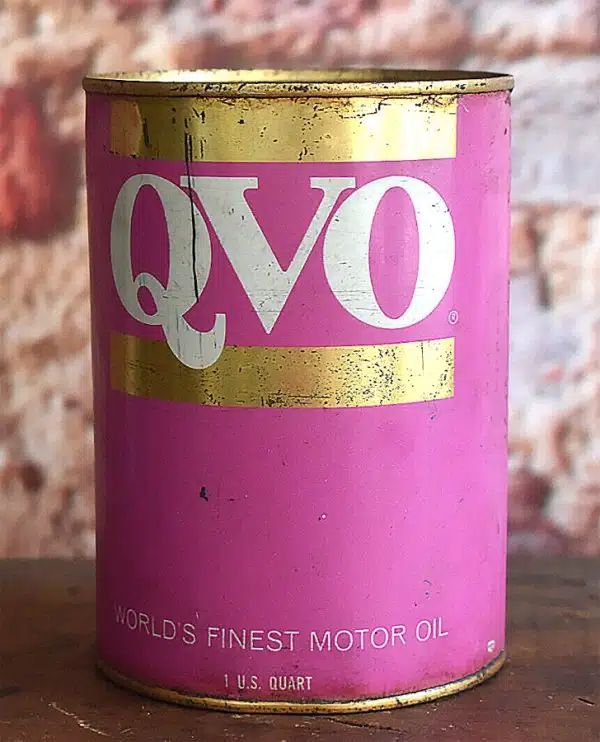 QVO
®
WORLD'S FINEST MOTOR OIL
1 U.S. QUART